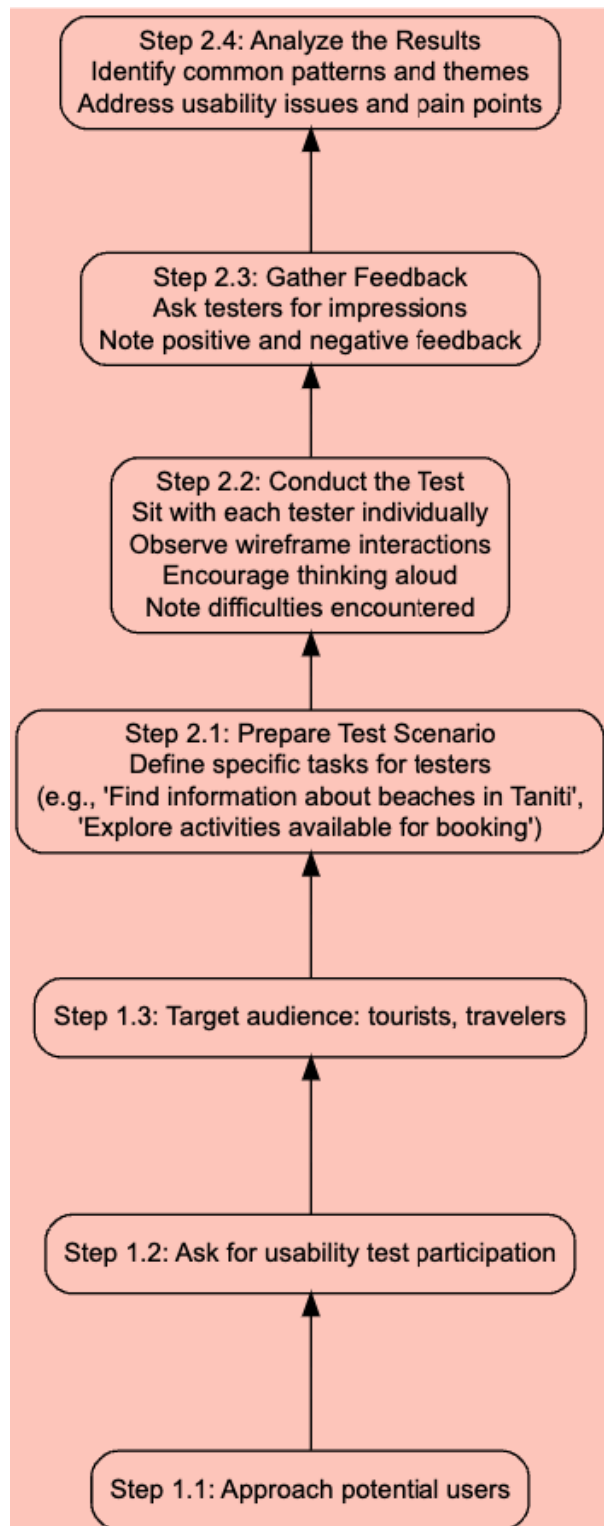 Step 2.4: Analyze the Results
Identify common patterns and themes
Address usability issues and pain points
Step 2.3: Gather Feedback
Ask testers for impressions
Note positive and negative feedback
Step 2.2: Conduct the Test
Sit with each tester individually
Observe wireframe interactions
Encourage thinking aloud
Note difficulties encountered
Step 2.1: Prepare Test Scenario
Define specific tasks for testers
(e.g., 'Find information about beaches in Taniti',
'Explore activities available for booking')
Step 1.3: Target audience: tourists, travelers
Step 1.2: Ask for usability test participation
Step 1.1: Approach potential users